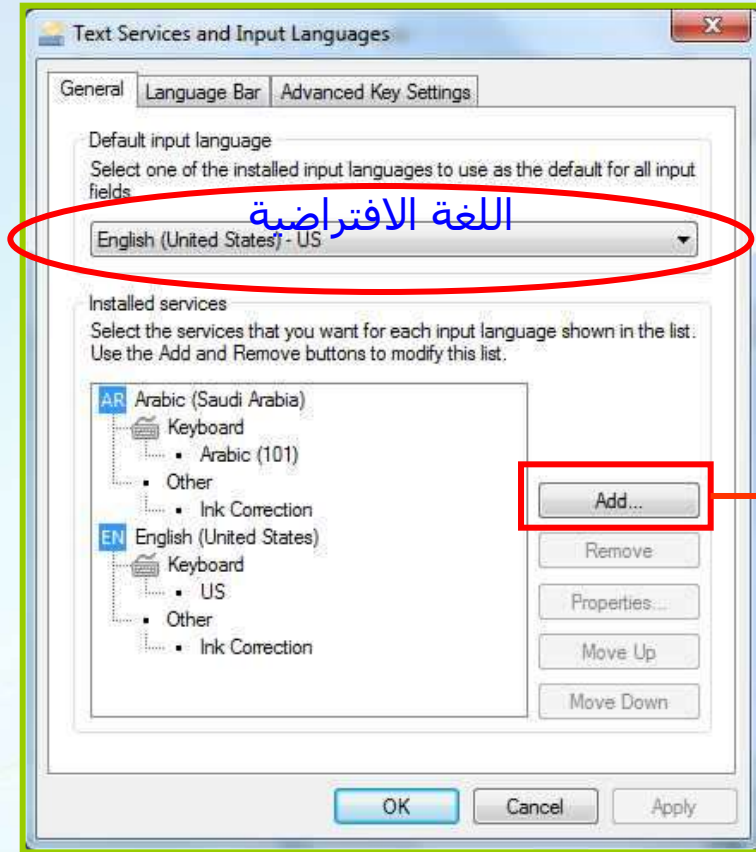 Text Services and Input Languages
General
Language Bar
Advanced Key Settings
Default input language
Select one of the installed input languages to use as the default for all input
fields.
اللغة الافتراضية
English (United States) - US
Installed services
Select the services that you want for each input language shown in the list.
Use the Add and Remove buttons to modify this list.
AR Arabic (Saudi Arabia)
Keyboard
Arabic (101)
Other
Ink Correction
EN English (United States)
Keyboard
US
Other
Ink Correction
Add...
Remove
Properties...
Move Up
Move Down
OK
Cancel
Apply